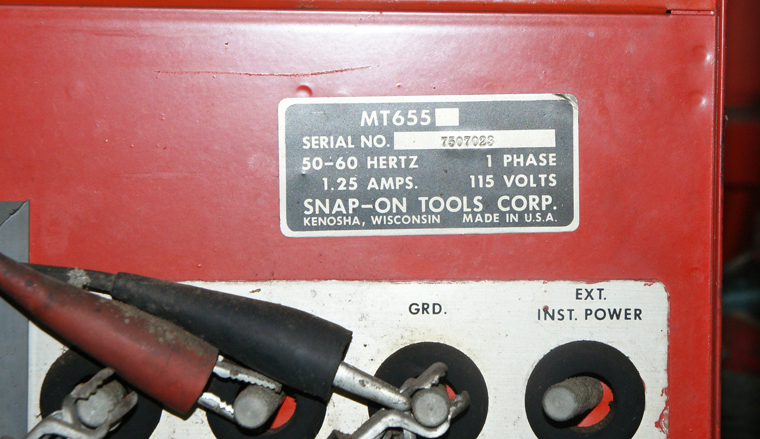 MT655
SERIAL NO. 7507028
50-60 HERTZ 1 PHASE
1.25 AMPS. 115 VOLTS
SNAP-ON TOOLS CORP.
KENOSHA, WISCONSIN MADE IN U.S.A.
GRD.
EXT.
INST. POWER